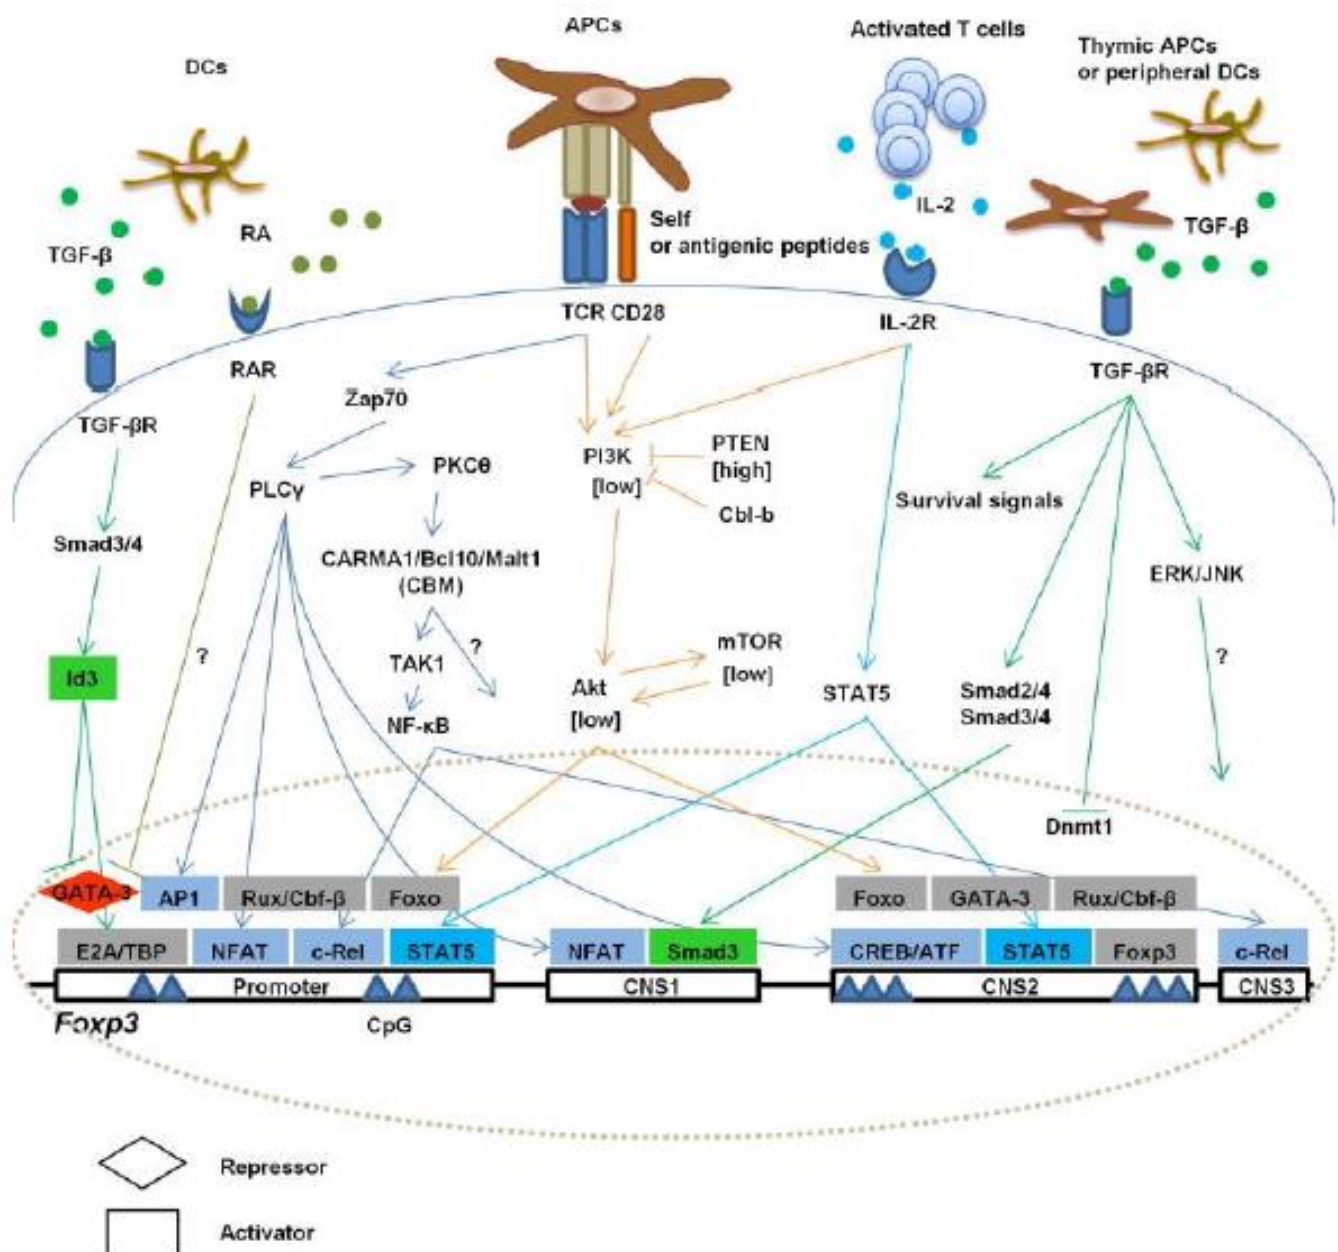 APCs
Activated T cells
Thymic APCs
or peripheral DCs
DCs
IL-2
Self
or antigenic peptides
RA
TGF-β
TGF-β
TCR CD28
IL-2R
RAR
TGF-βR
Zap70
TGF-βR
PI3K
[low]
PTEN
[high]
PKCθ
PLCγ
Survival signals
Cbl-b
Smad3/4
CARMA1/Bcl10/Malt1
(CBM)
ERK/JNK
?
?
?
mTOR
[low]
TAK1
Id3
Akt
[low]
STAT5
Smad2/4
Smad3/4
NF-κB
Dnmt1
GATA-3
AP1
Rux/Cbf-β
Foxo
Foxo
GATA-3
Rux/Cbf-β
E2A/TBP
NFAT
c-Rel
STAT5
NFAT
Smad3
CREB/ATF
STAT5
Foxp3
c-Rel
Promoter
CNS1
CNS2
CNS3
Foxp3
CpG
Repressor
Activator